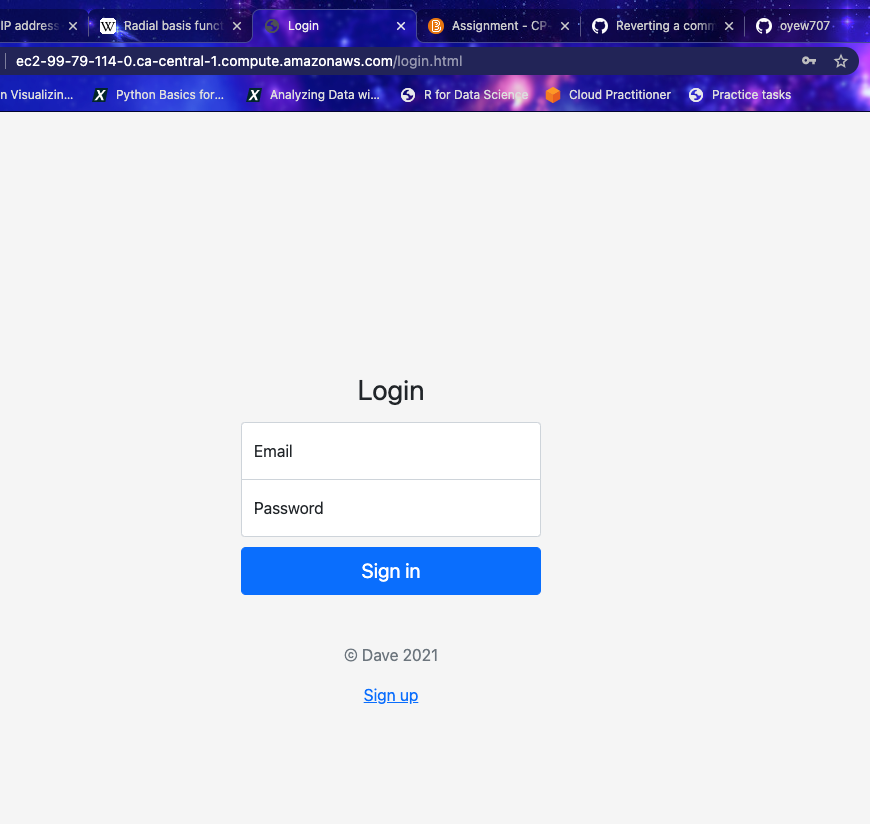 IP address
Radial basis funct
Login
Assignment - CP
Reverting a comm
oyew707
ec2-99-79-114-0.ca-central-1.compute.amazonaws.com/login.html
n Visualizin...
Python Basics for...
Analyzing Data wi...
R for Data Science
Cloud Practitioner
Practice tasks
Login
Email
Password
Sign in
© Dave 2021
Sign up